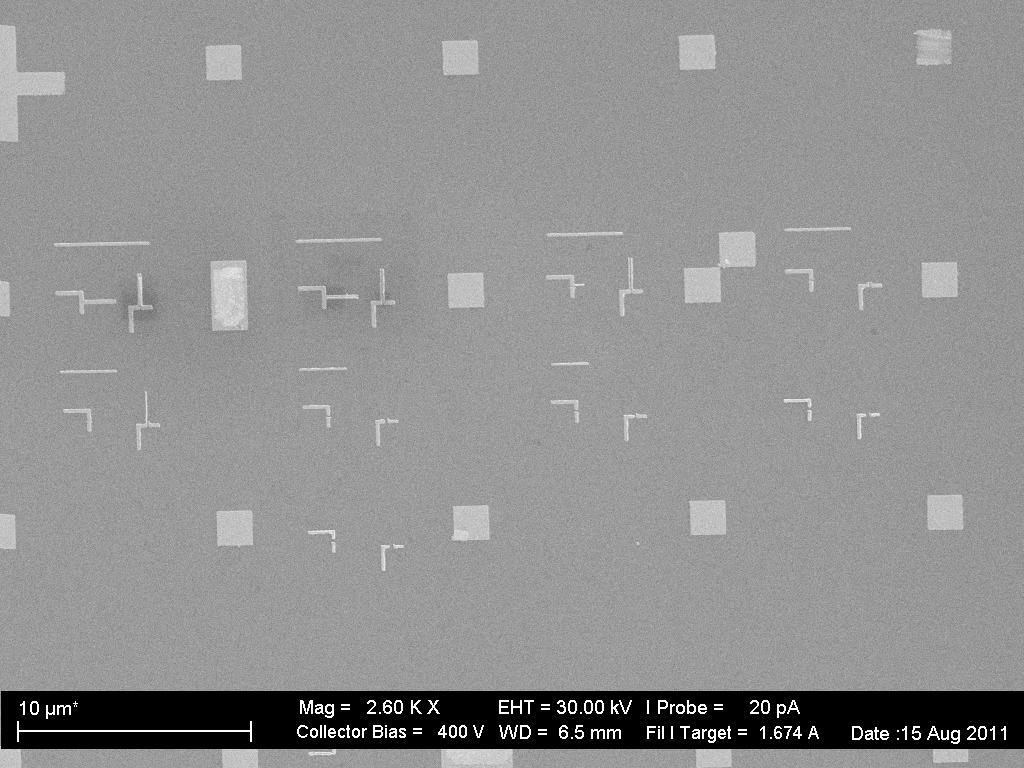 10 µm* Mag = 2.60 K X EHT = 30.00 kV I Probe = 20 pA
Collector Bias = 400 V WD = 6.5 mm Fil I Target = 1.674 A Date :15 Aug 2011